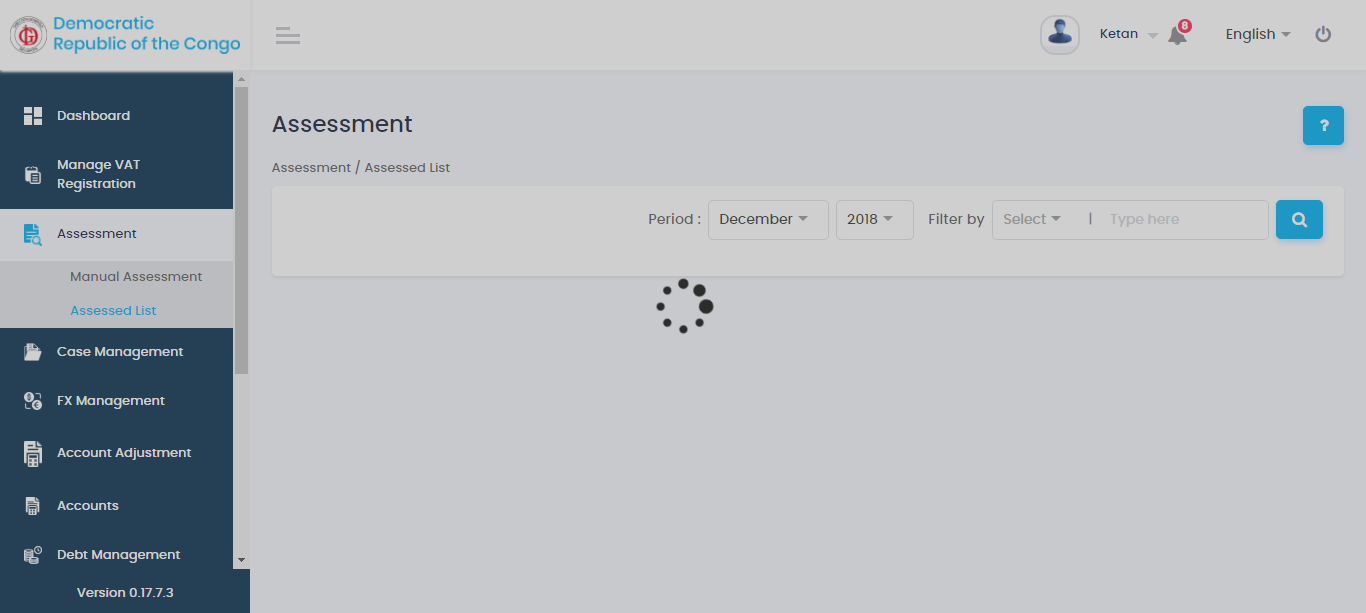 Democratic
Republic of the Congo
Ketan
8
English
Dashboard
Manage VAT
Registration
Assessment
Manual Assessment
Assessed List
Case Management
FX Management
Account Adjustment
Accounts
Debt Management
Version 0.17.7.3
Assessment
?
Assessment / Assessed List
Period : December 2018 Filter by Select | Type here